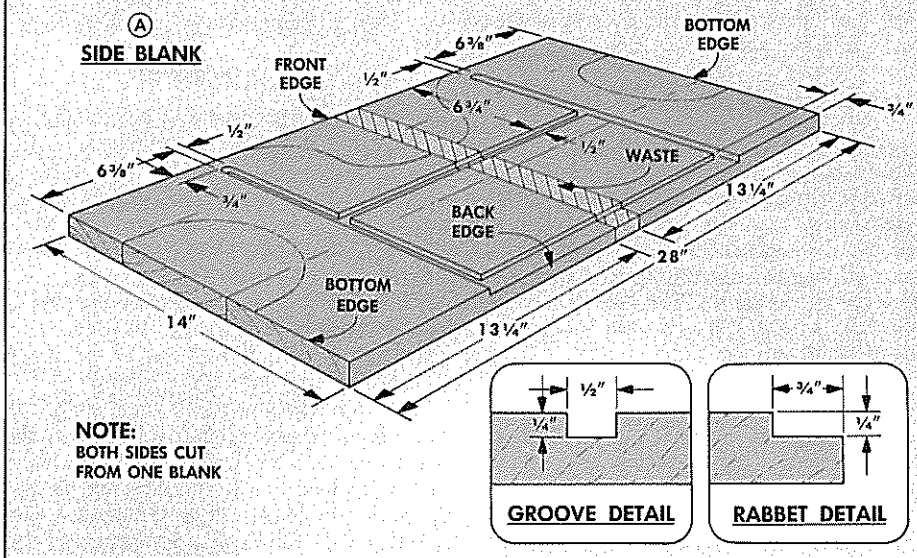 A
SIDE BLANK
FRONT
EDGE
BOTTOM
EDGE
6⅜"
½"
6¾"
½"
¾"
WASTE
½"
6⅜"
¾"
BACK
EDGE
13¼"
28"
BOTTOM
EDGE
14"
13¼"
NOTE:
BOTH SIDES CUT
FROM ONE BLANK
½"
¼"
GROOVE DETAIL
¾"
¼"
RABBET DETAIL